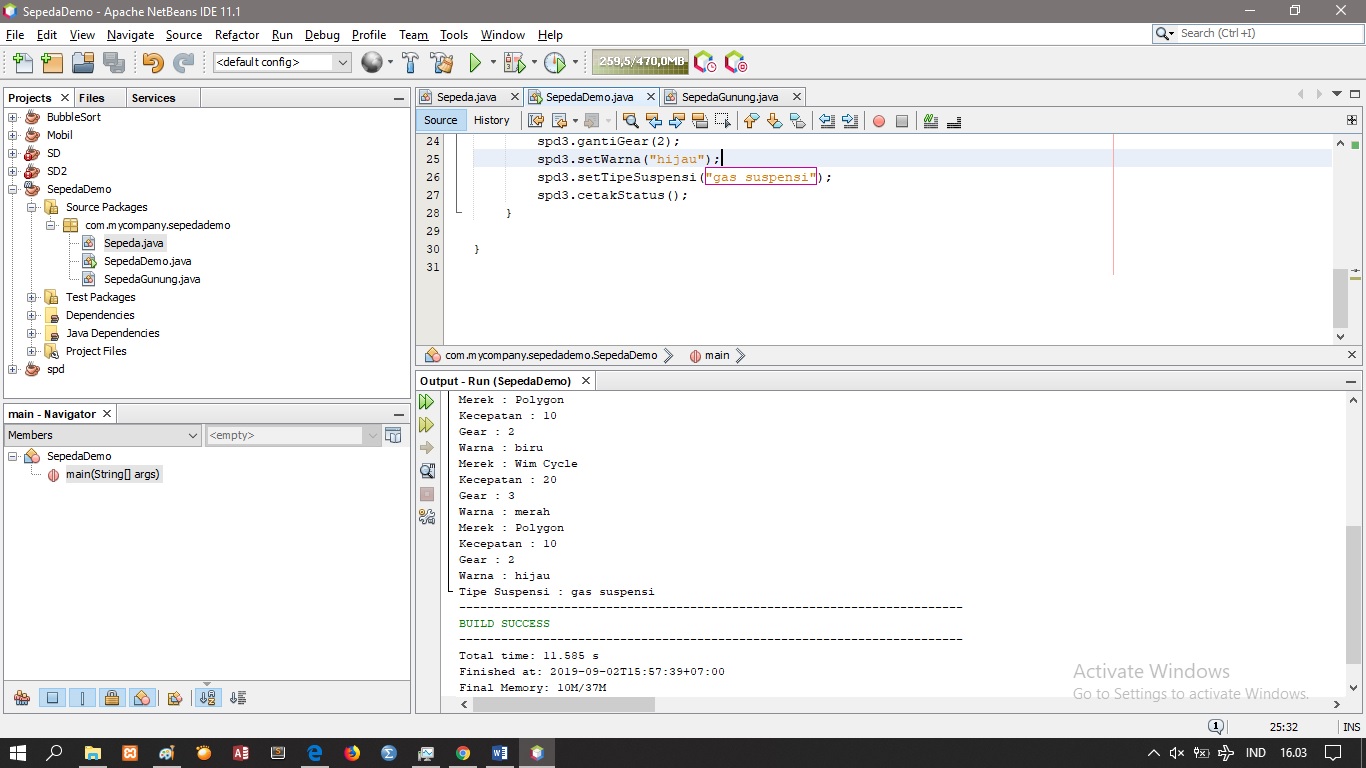 SepedaDemo - Apache NetBeans IDE 11.1
File Edit View Navigate Source Refactor Run Debug Profile Team Tools Window Help
Search (Ctrl+I)
<default config>
259,5/470,0MB
Projects Files Services
BubbleSort
Mobil
SD
SD2
SepedaDemo
Source Packages
com.mycompany.sepedademo
Sepeda.java
SepedaDemo.java
SepedaGunung.java
Test Packages
Dependencies
Java Dependencies
Project Files
spd
main - Navigator
Members
<empty>
SepedaDemo
main(String[] args)
Sepeda.java SepedaDemo.java SepedaGunung.java
Source History
24 spd3.gantiGear(2);
25 spd3.setWarna("hijau");
26 spd3.setTipeSuspensi("gas suspensi");
27 spd3.cetakStatus();
28 }
29
30 }
31
com.mycompany.sepedademo.SepedaDemo main
Output - Run (SepedaDemo)
Merek : Polygon
Kecepatan : 10
Gear : 2
Warna : biru
Merek : Wim Cycle
Kecepatan : 20
Gear : 3
Warna : merah
Merek : Polygon
Kecepatan : 10
Gear : 2
Warna : hijau
Tipe Suspensi : gas suspensi
------------------------------------------------------------------------
BUILD SUCCESS
------------------------------------------------------------------------
Total time: 11.585 s
Finished at: 2019-09-02T15:57:39+07:00
Final Memory: 10M/37M
Activate Windows
Go to Settings to activate Windows.
1 25:32 INS
IND 16.03